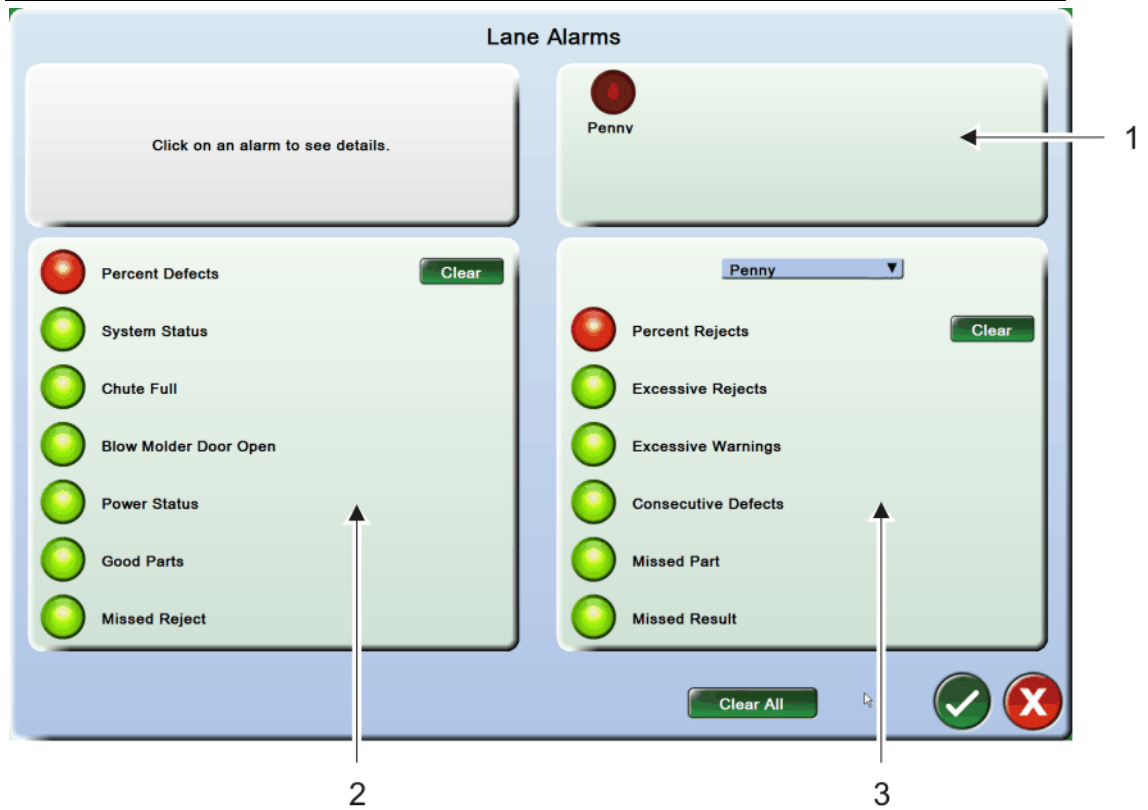 Lane Alarms
Click on an alarm to see details.
Penny
1
Percent Defects
Clear
System Status
Chute Full
Blow Molder Door Open
Power Status
Good Parts
Missed Reject
Penny
Percent Rejects
Clear
Excessive Rejects
Excessive Warnings
Consecutive Defects
Missed Part
Missed Result
Clear All
2
3